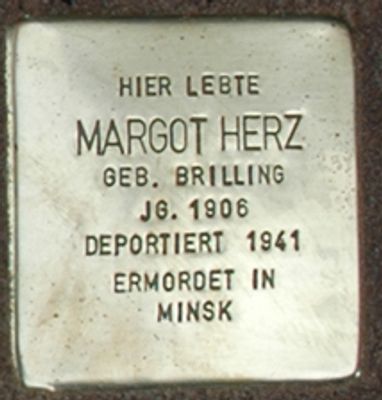 HIER LEBTE
MARGOT HERZ
GEB. BRILLING
JG. 1906
DEPORTIERT 1941
ERMORDET IN
MINSK